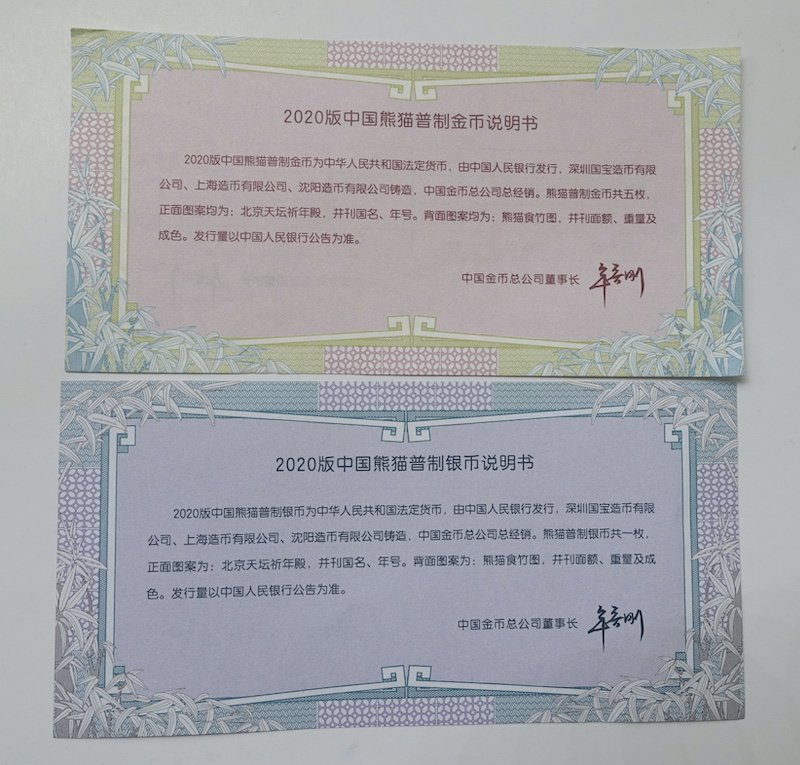 2020版中国熊猫普制金币说明书
2020版中国熊猫普制金币为中华人民共和国法定货币，由中国人民银行发行，深圳国宝造币有限
公司、上海造币有限公司、沈阳造币有限公司铸造，中国金币总公司总经销。熊猫普制金币共五枚，
正面图案均为：北京天坛祈年殿，并刊国名、年号。背面图案均为：熊猫食竹图，并刊面额、重量及
成色。发行量以中国人民银行公告为准。
中国金币总公司董事长
2020版中国熊猫普制银币说明书
2020版中国熊猫普制银币为中华人民共和国法定货币，由中国人民银行发行，深圳国宝造币有限
公司、上海造币有限公司、沈阳造币有限公司铸造，中国金币总公司总经销。熊猫普制银币共一枚，
正面图案为：北京天坛祈年殿，并刊国名、年号。背面图案为：熊猫食竹图，并刊面额、重量及成
色。发行量以中国人民银行公告为准。
中国金币总公司董事长